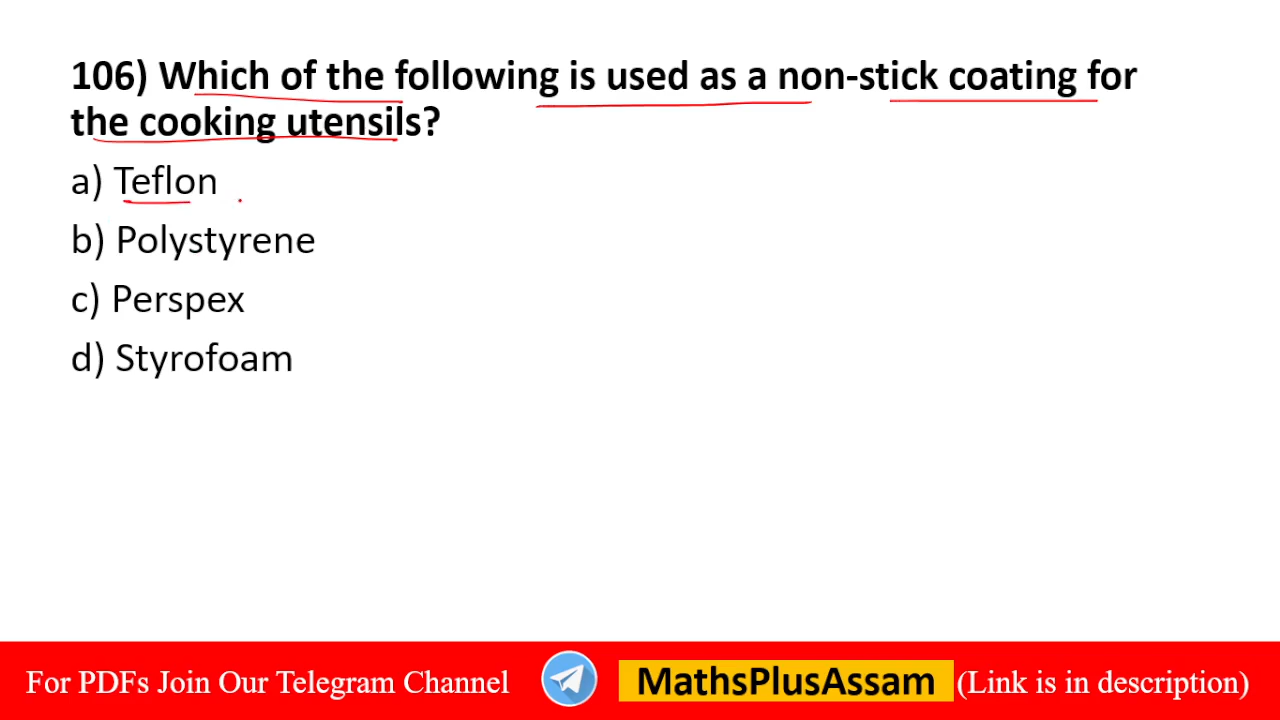 106) Which of the following is used as a non-stick coating for
the cooking utensils?
a) Teflon
b) Polystyrene
c) Perspex
d) Styrofoam
For PDFs Join Our Telegram Channel MathsPlusAssam (Link is in description)